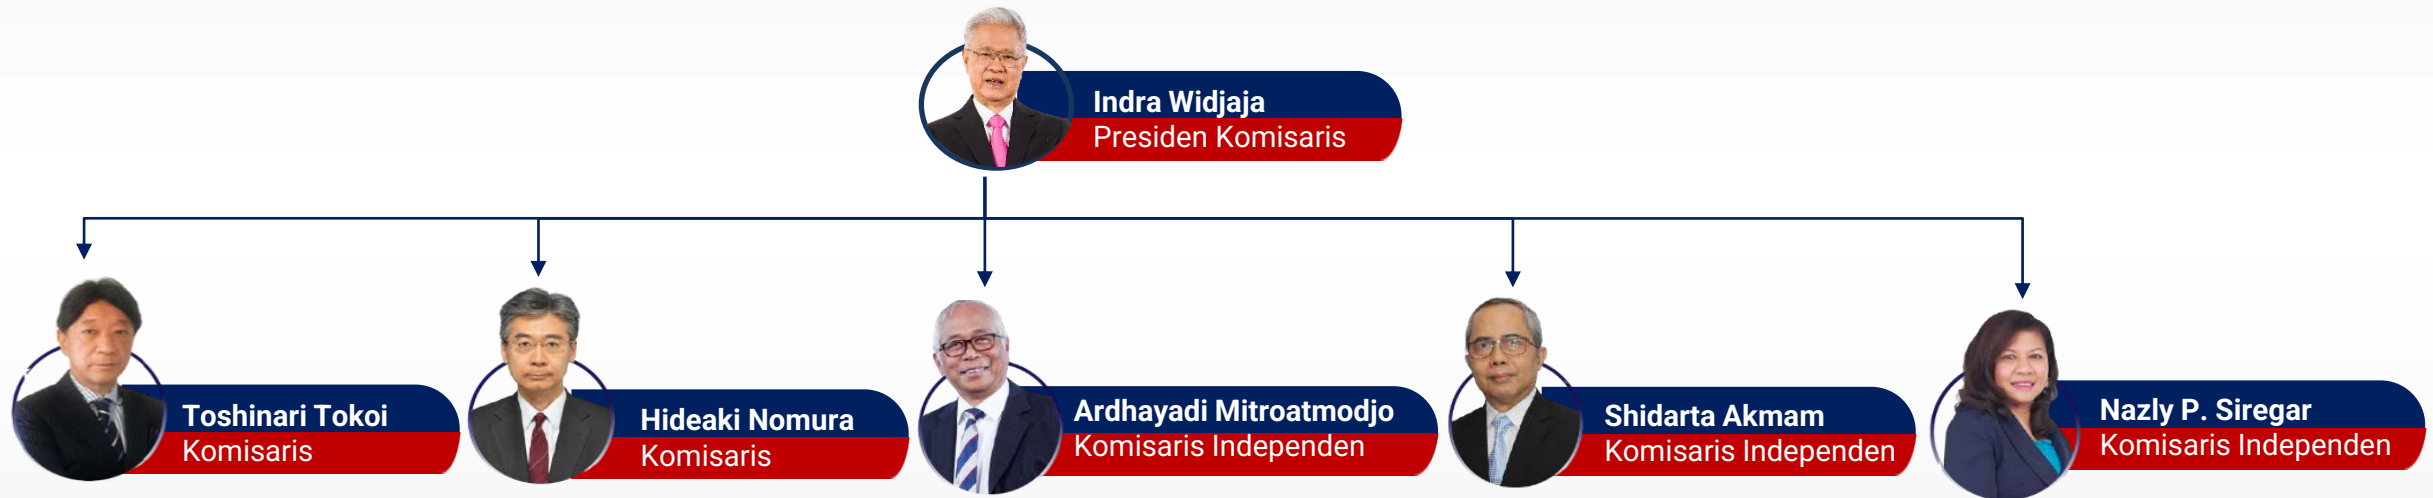 Indra Widjaja
Presiden Komisaris
Toshinari Tokoi
Komisaris
Hideaki Nomura
Komisaris
Ardhayadi Mitroatmodjo
Komisaris Independen
Shidarta Akmam
Komisaris Independen
Nazly P. Siregar
Komisaris Independen